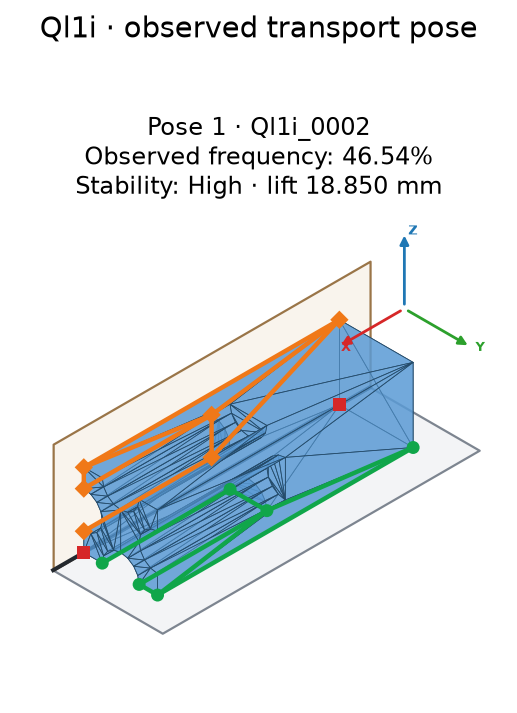 Ql1i · observed transport pose
Pose 1 · Ql1i_0002
Observed frequency: 46.54%
Stability: High · lift 18.850 mm
Z
X
Y